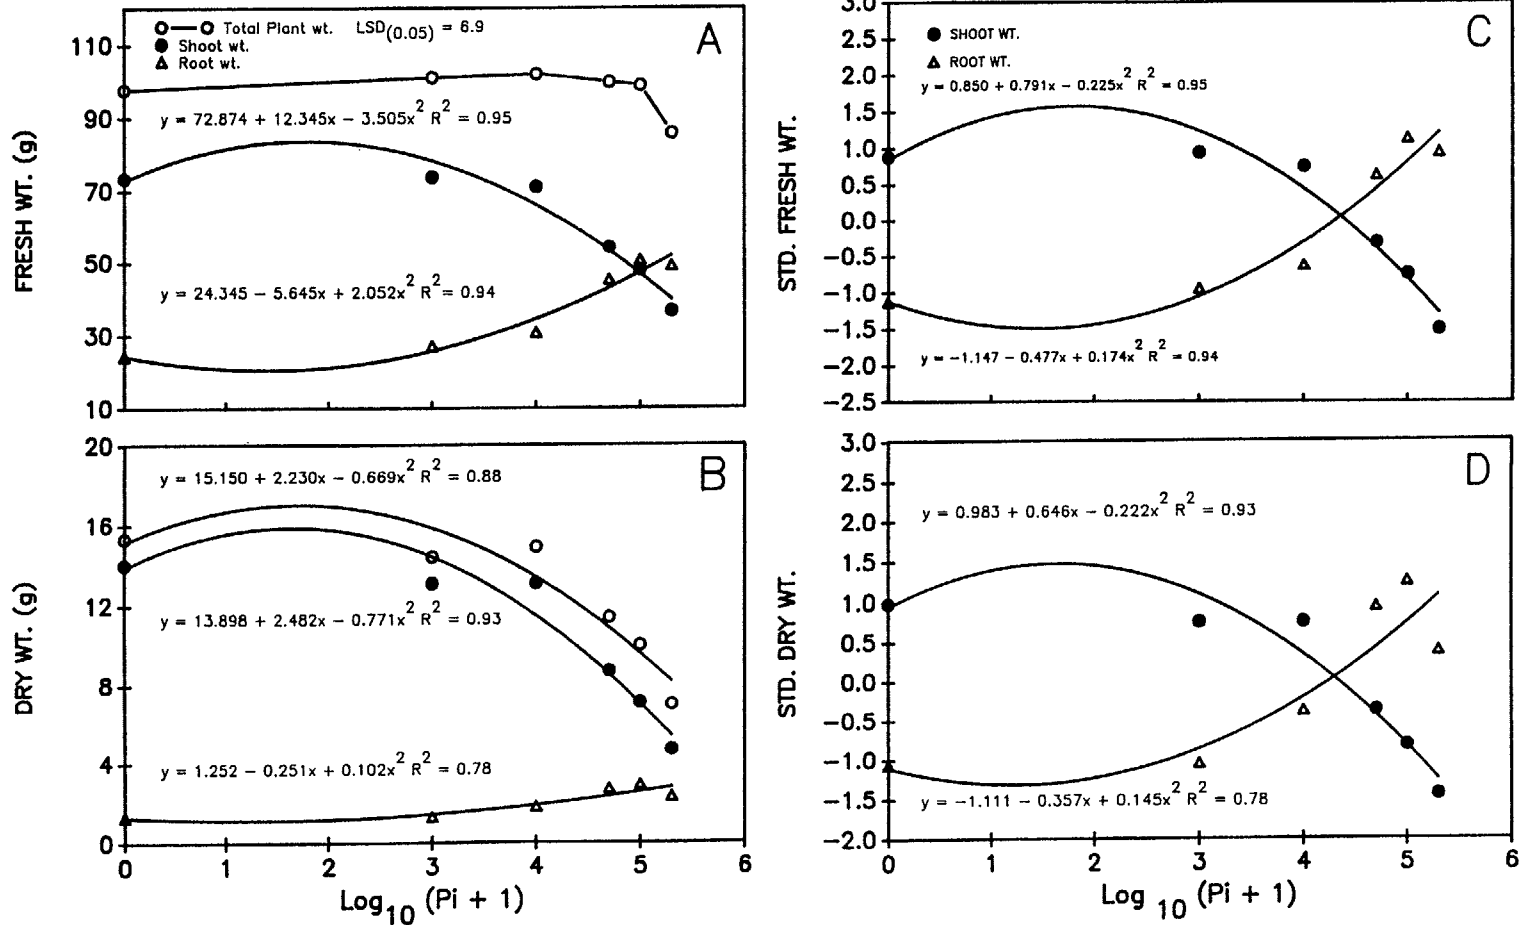 Total Plant wt. LSD(0.05) = 6.9
Shoot wt.
Root wt.
A
110
90
70
50
30
10
FRESH WT. (g)
y = 72.874 + 12.345x − 3.505x² R² = 0.95
y = 24.345 − 5.645x + 2.052x² R² = 0.94
B
20
16
12
8
4
0
DRY WT. (g)
y = 15.150 + 2.230x − 0.669x² R² = 0.88
y = 13.898 + 2.482x − 0.771x² R² = 0.93
y = 1.252 − 0.251x + 0.102x² R² = 0.78
0 1 2 3 4 5 6
Log10 (Pi + 1)
C
SHOOT WT.
ROOT WT.
3.0
2.5
2.0
1.5
1.0
0.5
0.0
−0.5
−1.0
−1.5
−2.0
−2.5
STD. FRESH WT.
y = 0.850 + 0.791x − 0.225x² R² = 0.95
y = −1.147 − 0.477x + 0.174x² R² = 0.94
D
3.0
2.5
2.0
1.5
1.0
0.5
0.0
−0.5
−1.0
−1.5
−2.0
STD. DRY WT.
y = 0.983 + 0.646x − 0.222x² R² = 0.93
y = −1.111 − 0.357x + 0.145x² R² = 0.78
0 1 2 3 4 5 6
Log 10 (Pi + 1)